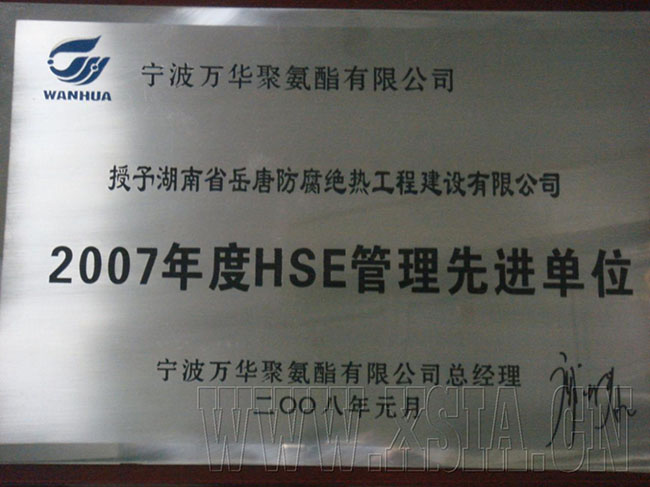 WANHUA
宁波万华聚氨酯有限公司
授予湖南省岳唐防腐绝热工程建设有限公司
2007年度HSE管理先进单位
宁波万华聚氨酯有限公司总经理
二〇〇八年元月
WWW.XSIA.CN